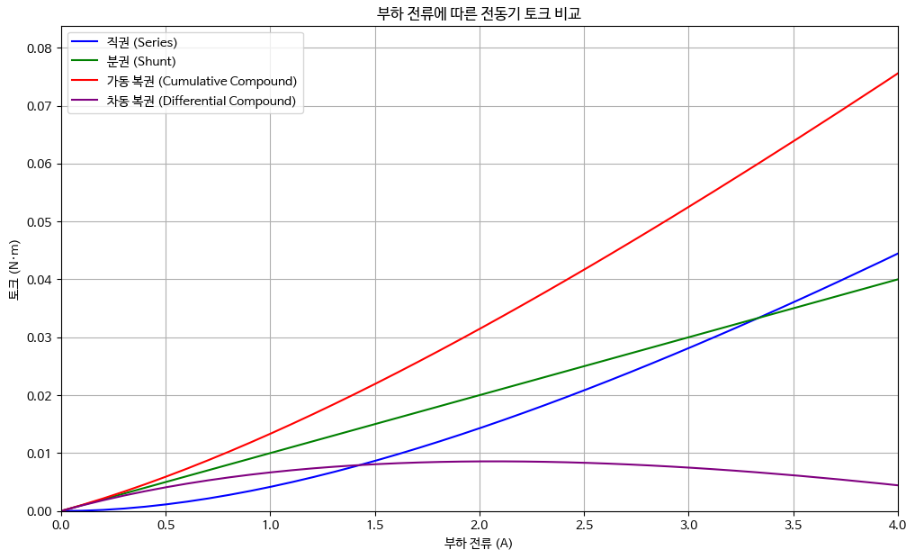 부하 전류에 따른 전동기 토크 비교
직권 (Series)
분권 (Shunt)
가동 복권 (Cumulative Compound)
차동 복권 (Differential Compound)
토크 (N·m)
0.08
0.07
0.06
0.05
0.04
0.03
0.02
0.01
0.00
0.0 0.5 1.0 1.5 2.0 2.5 3.0 3.5 4.0
부하 전류 (A)